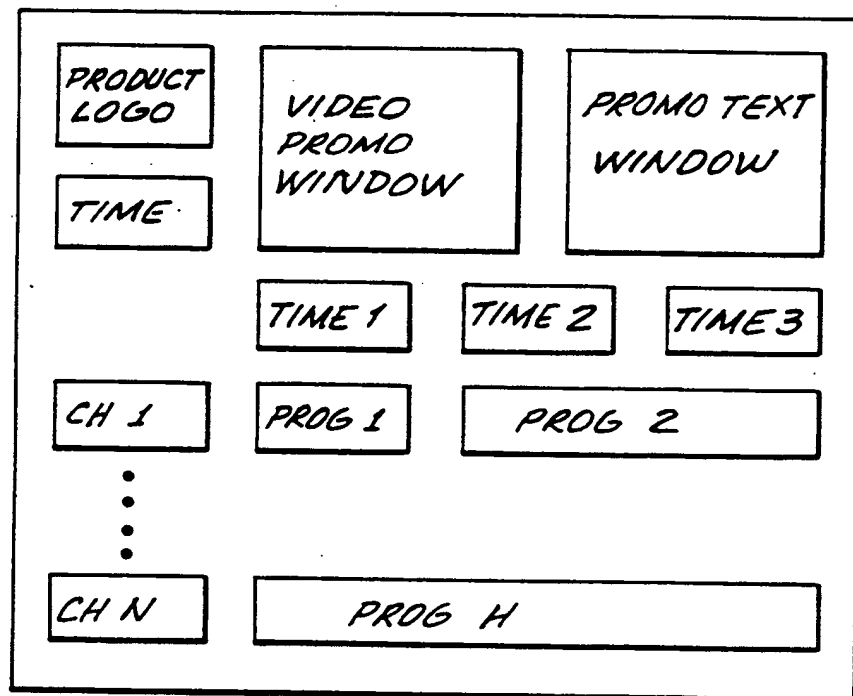 PRODUCT
LOGO
VIDEO
PROMO
WINDOW
PROMO TEXT
WINDOW
TIME
TIME 1
TIME 2
TIME 3
CH 1
PROG 1
PROG 2
CH N
PROG H